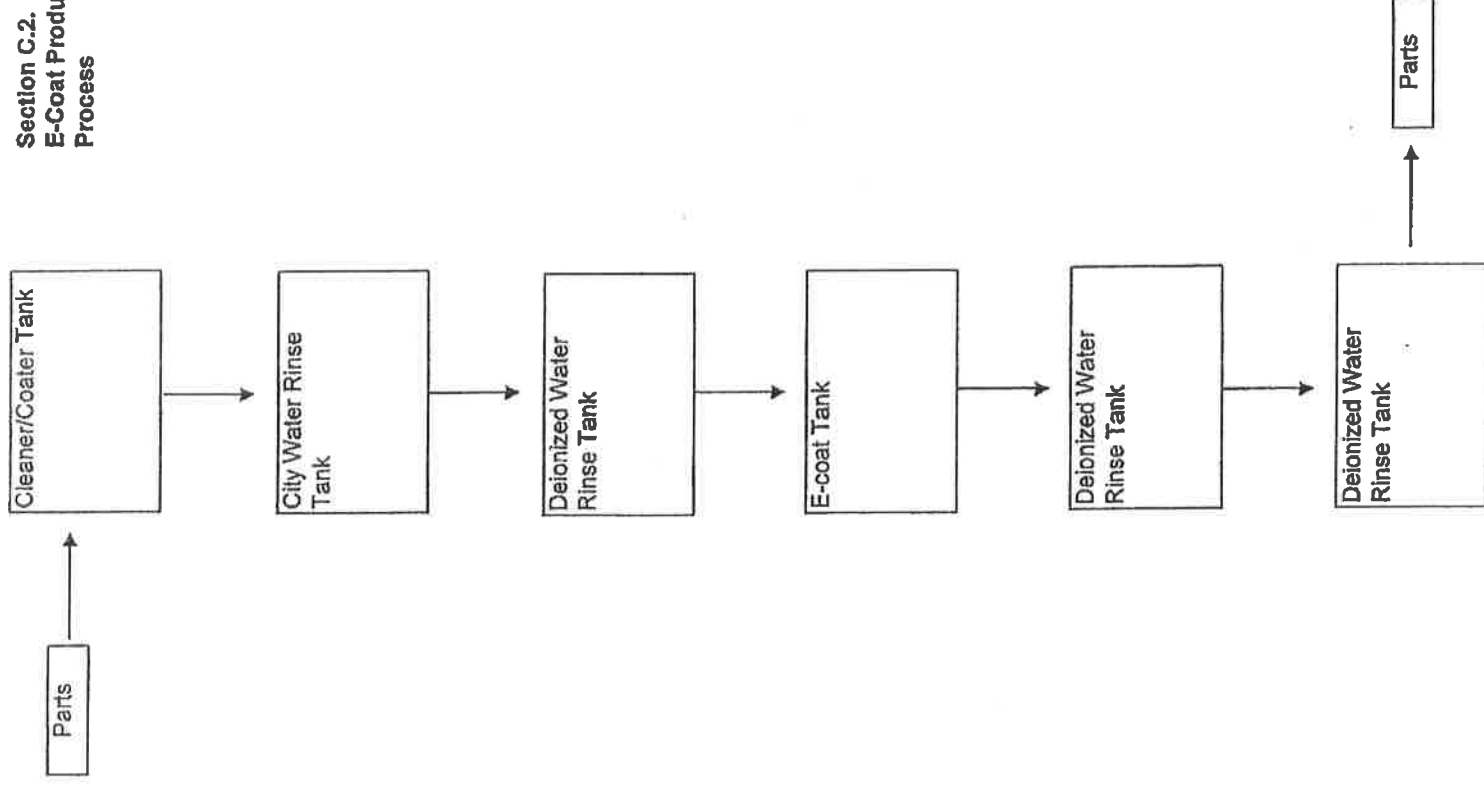 Section C.2.
E-Coat Produ
Process
Parts
Cleaner/Coater Tank
City Water Rinse
Tank
Deionized Water
Rinse Tank
E-coat Tank
Deionized Water
Rinse Tank
Deionized Water
Rinse Tank
Parts